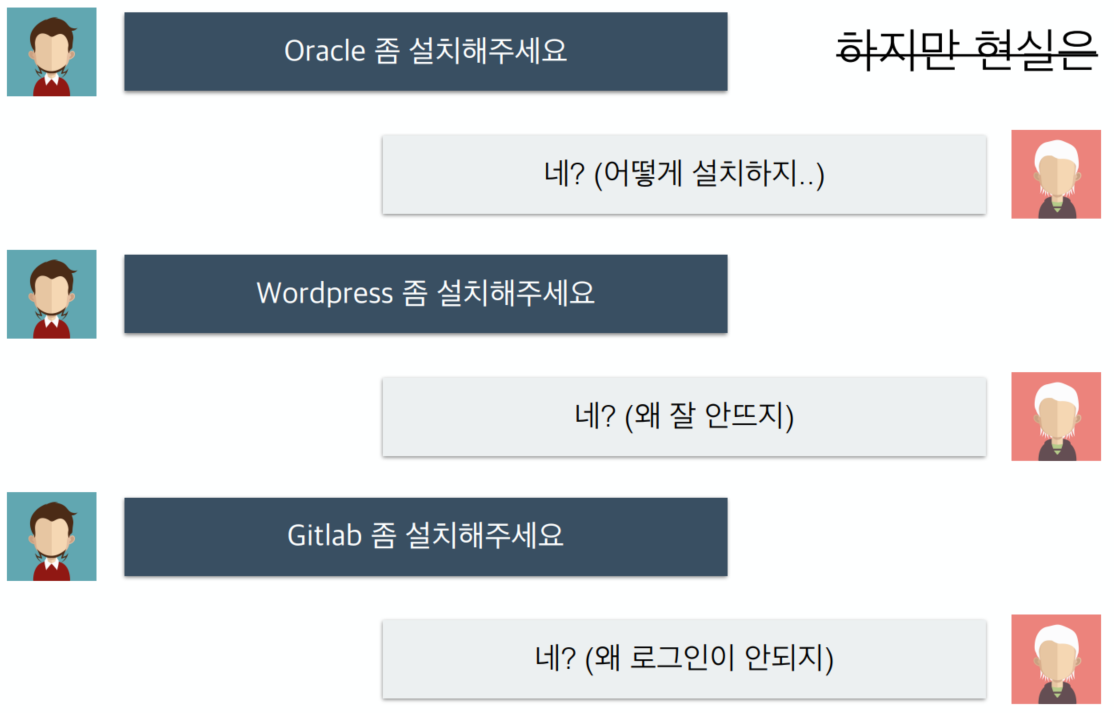 Oracle 좀 설치해주세요
하지만 현실은
네? (어떻게 설치하지..)
Wordpress 좀 설치해주세요
네? (왜 잘 안뜨지)
Gitlab 좀 설치해주세요
네? (왜 로그인이 안되지)